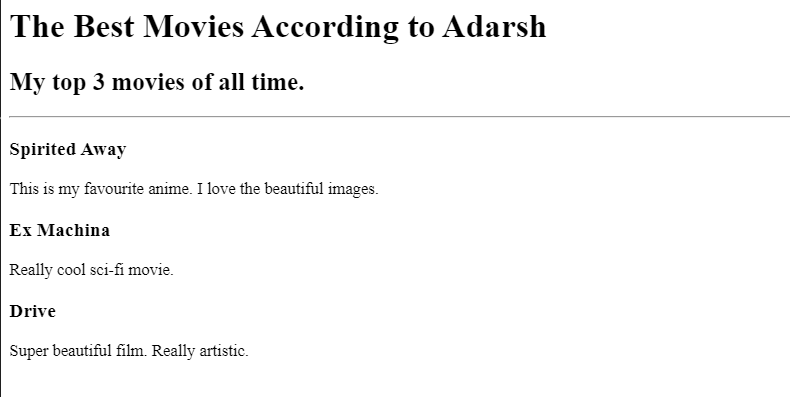 The Best Movies According to Adarsh
My top 3 movies of all time.
Spirited Away
This is my favourite anime. I love the beautiful images.
Ex Machina
Really cool sci-fi movie.
Drive
Super beautiful film. Really artistic.